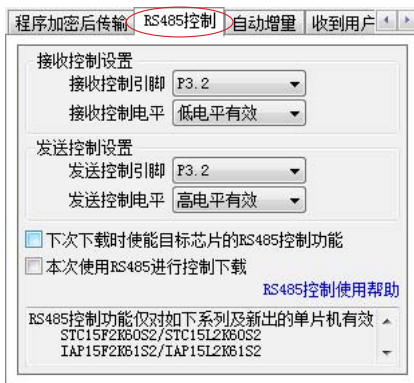 程序加密后传输 RS485控制 自动增量 收到用户
接收控制设置
接收控制引脚 P3.2
接收控制电平 低电平有效
发送控制设置
发送控制引脚 P3.2
发送控制电平 高电平有效
下次下载时使能目标芯片的RS485控制功能
本次使用RS485进行控制下载
RS485控制使用帮助
RS485控制功能仅对如下系列及新出的单片机有效
STC15F2K60S2/STC15L2K60S2
IAP15F2K61S2/IAP15L2K61S2